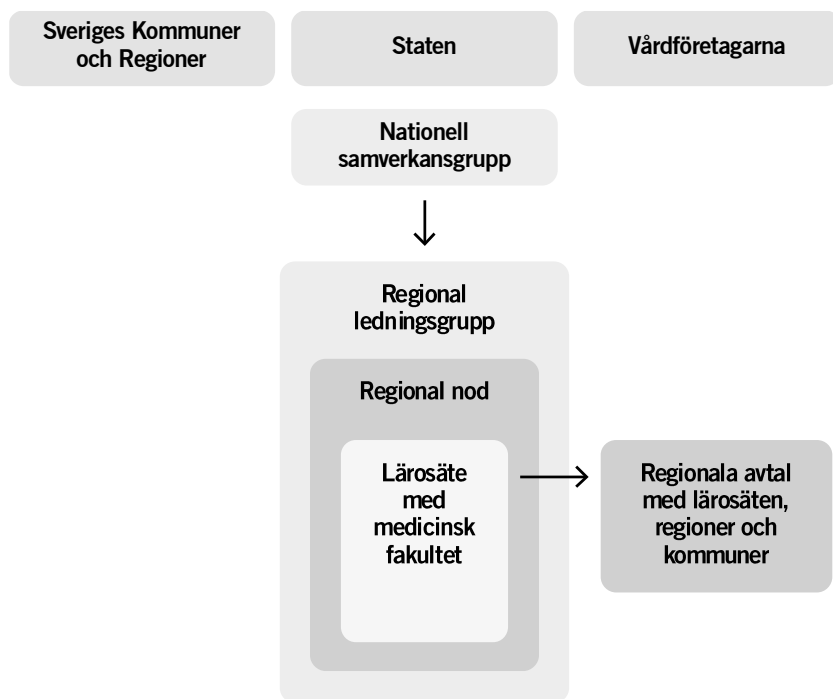 Sveriges Kommuner
och Regioner
Staten
Vårdföretagarna
Nationell
samverkansgrupp
Regional
ledningsgrupp
Regional nod
Lärosäte
med
medicinsk
fakultet
Regionala avtal
med lärosäten,
regioner och
kommuner